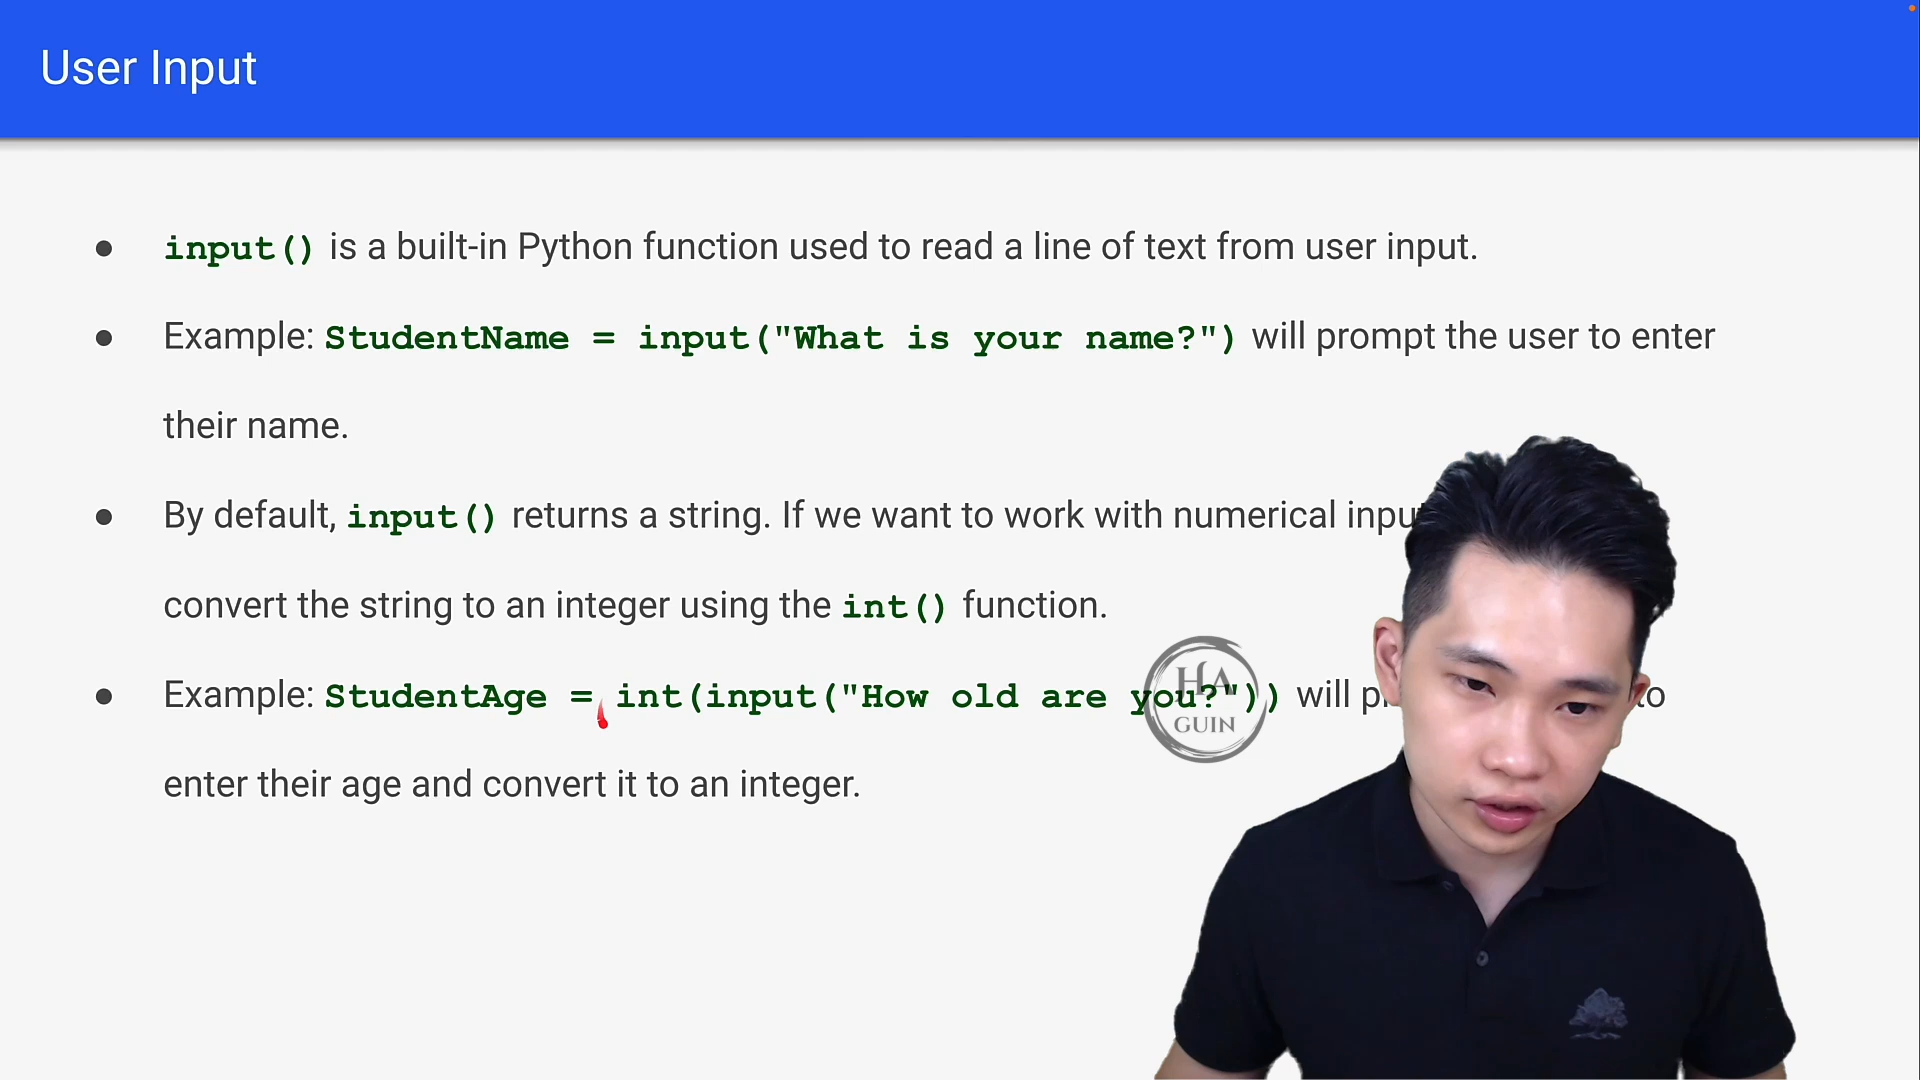 User Input
● input() is a built-in Python function used to read a line of text from user input.
● Example: StudentName = input("What is your name?") will prompt the user to enter
their name.
● By default, input() returns a string. If we want to work with numerical
convert the string to an integer using the int() function.
● Example: StudentAge = int(input("How old are you?")) will to
enter their age and convert it to an integer.
GUIN